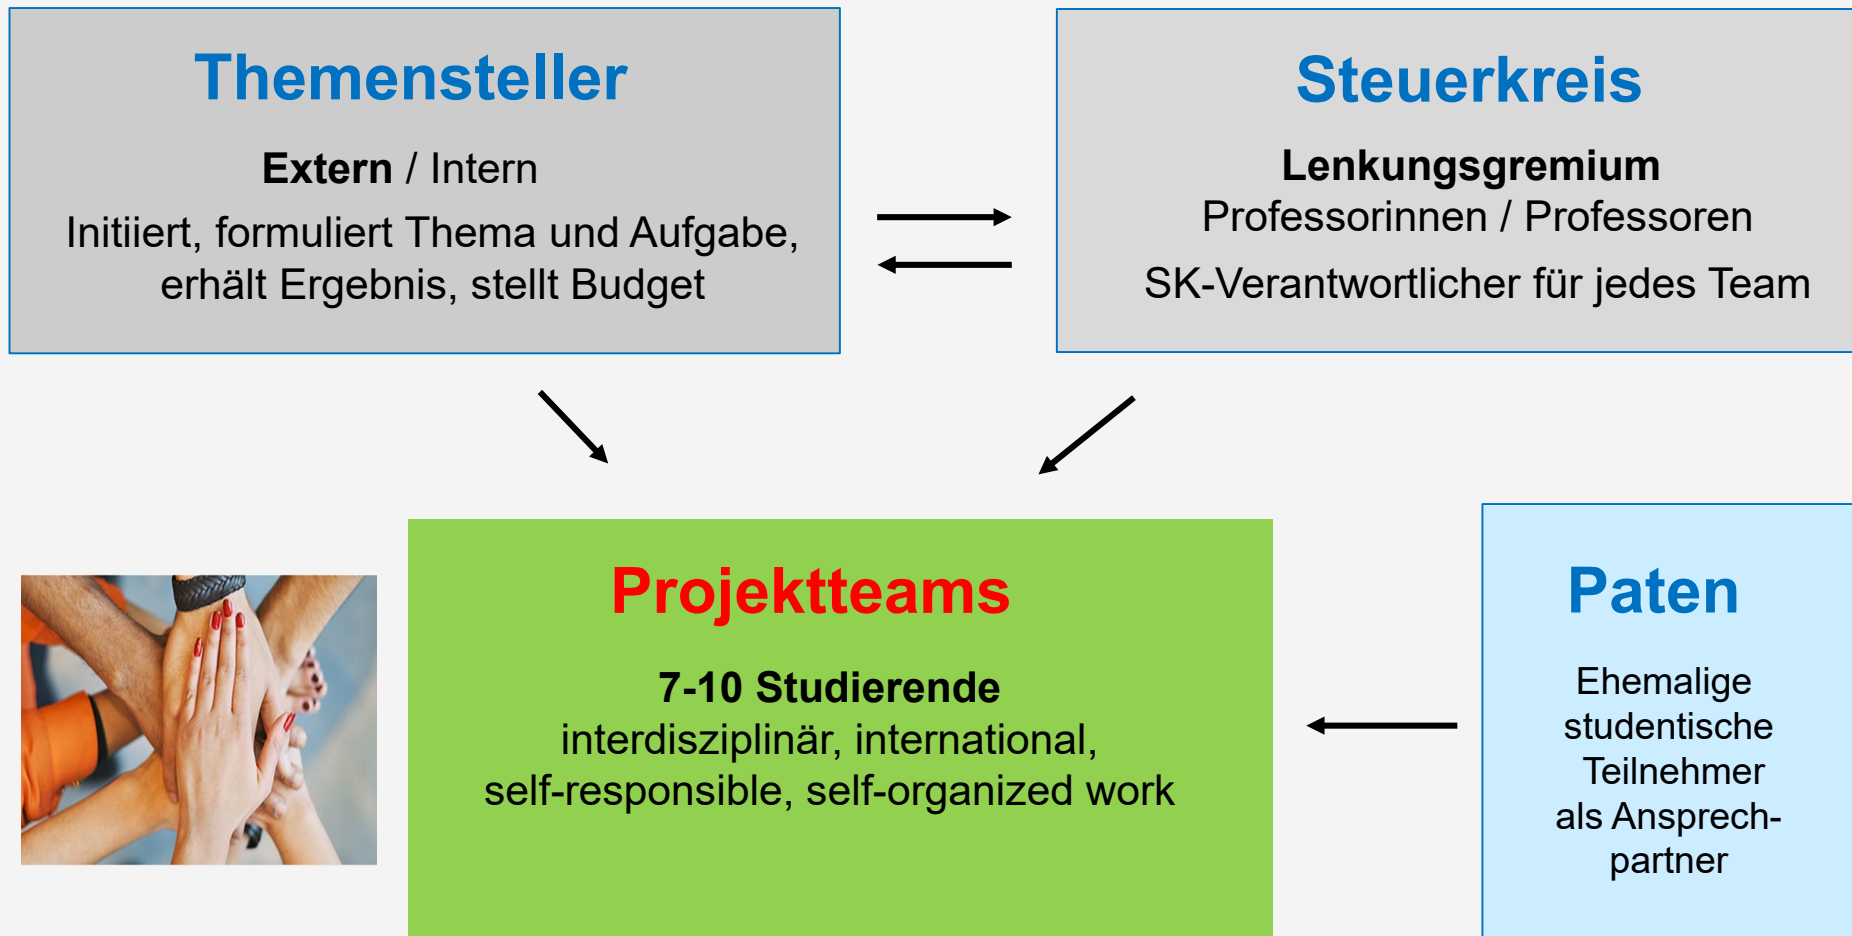 Themensteller
Extern / Intern
Initiiert, formuliert Thema und Aufgabe,
erhält Ergebnis, stellt Budget
Steuerkreis
Lenkungsgremium
Professorinnen / Professoren
SK-Verantwortlicher für jedes Team
Projektteams
7-10 Studierende
interdisziplinär, international,
self-responsible, self-organized work
Paten
Ehemalige
studentische
Teilnehmer
als Ansprech-
partner